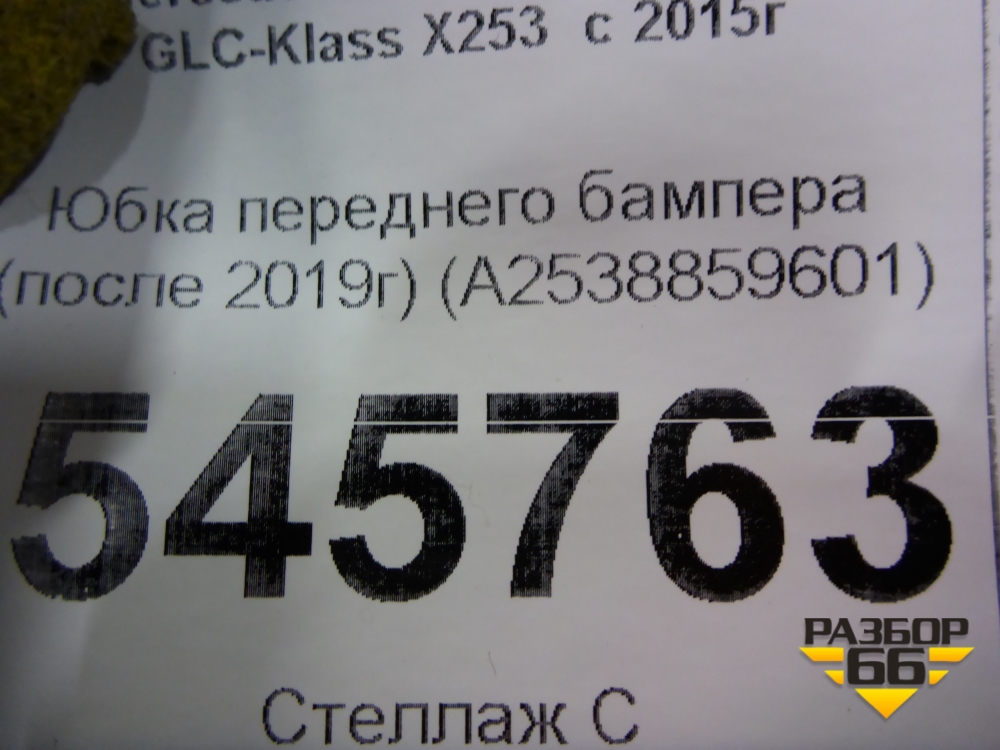 GLC-Klass X253 с 2015г
Юбка переднего бампера
(после 2019г) (A2538859601)
545763
РАЗБОР
66
Стеллаж С